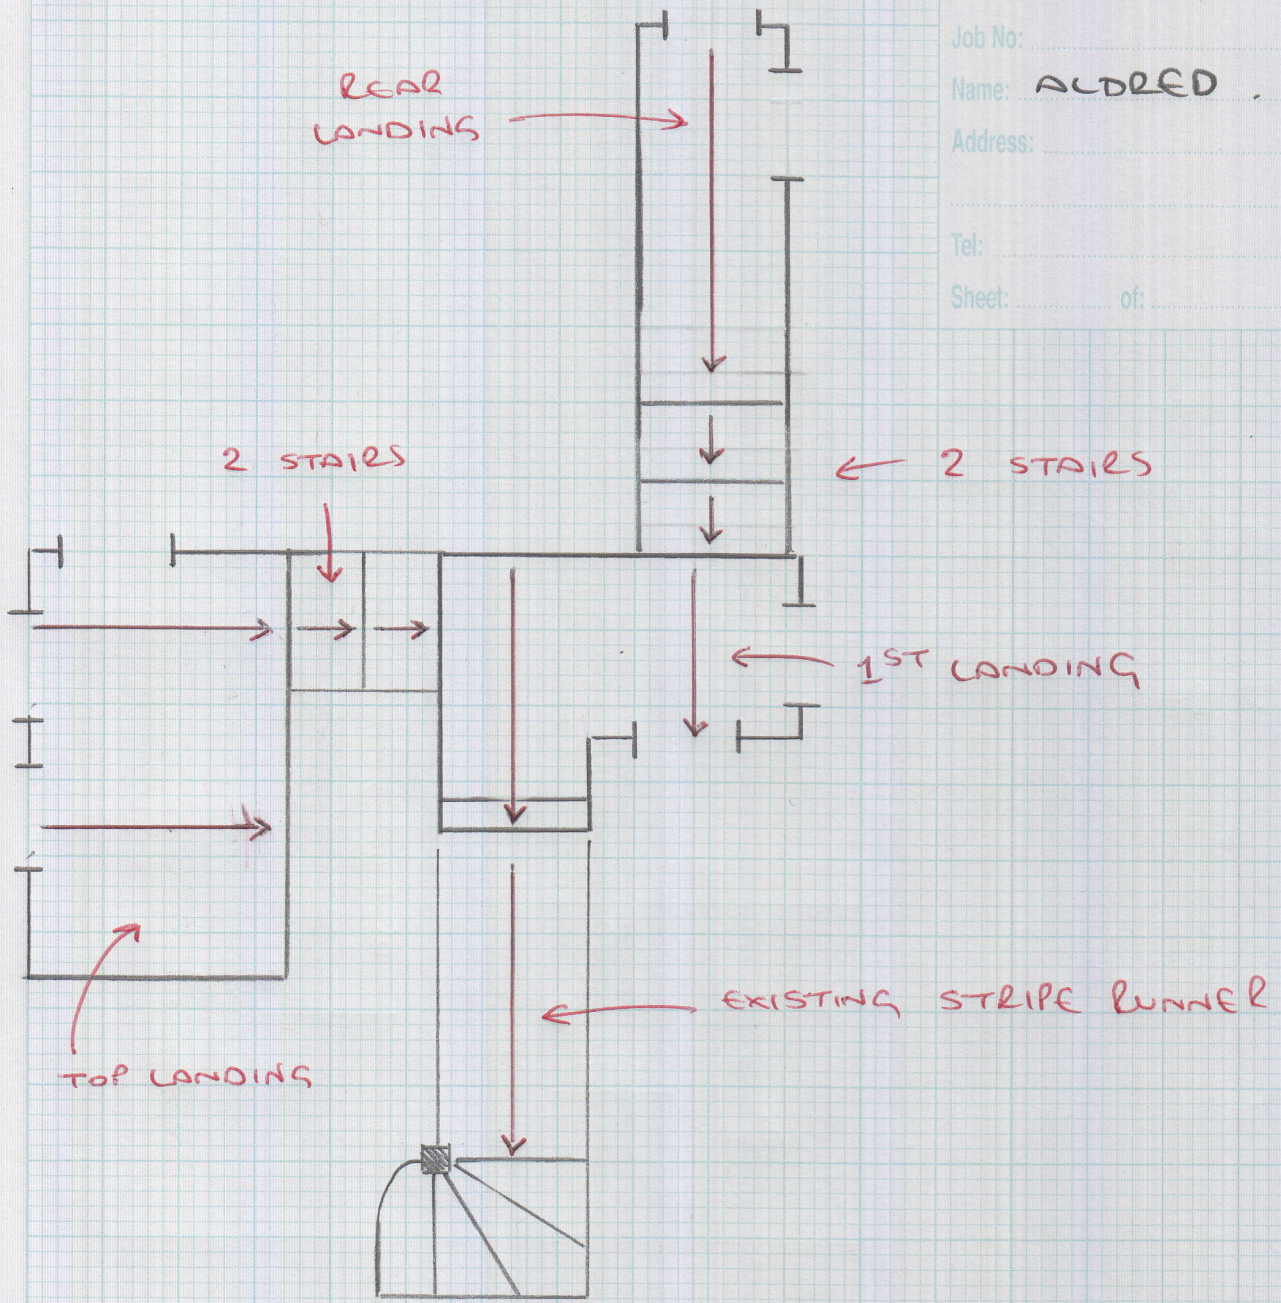 Job No:
Name: ALDRED.
Address:
Tel:
Sheet: of:
REAR
LANDING
2 STAIRS
2 STAIRS
1ST LANDING
EXISTING STRIPE RUNNER
TOP LANDING